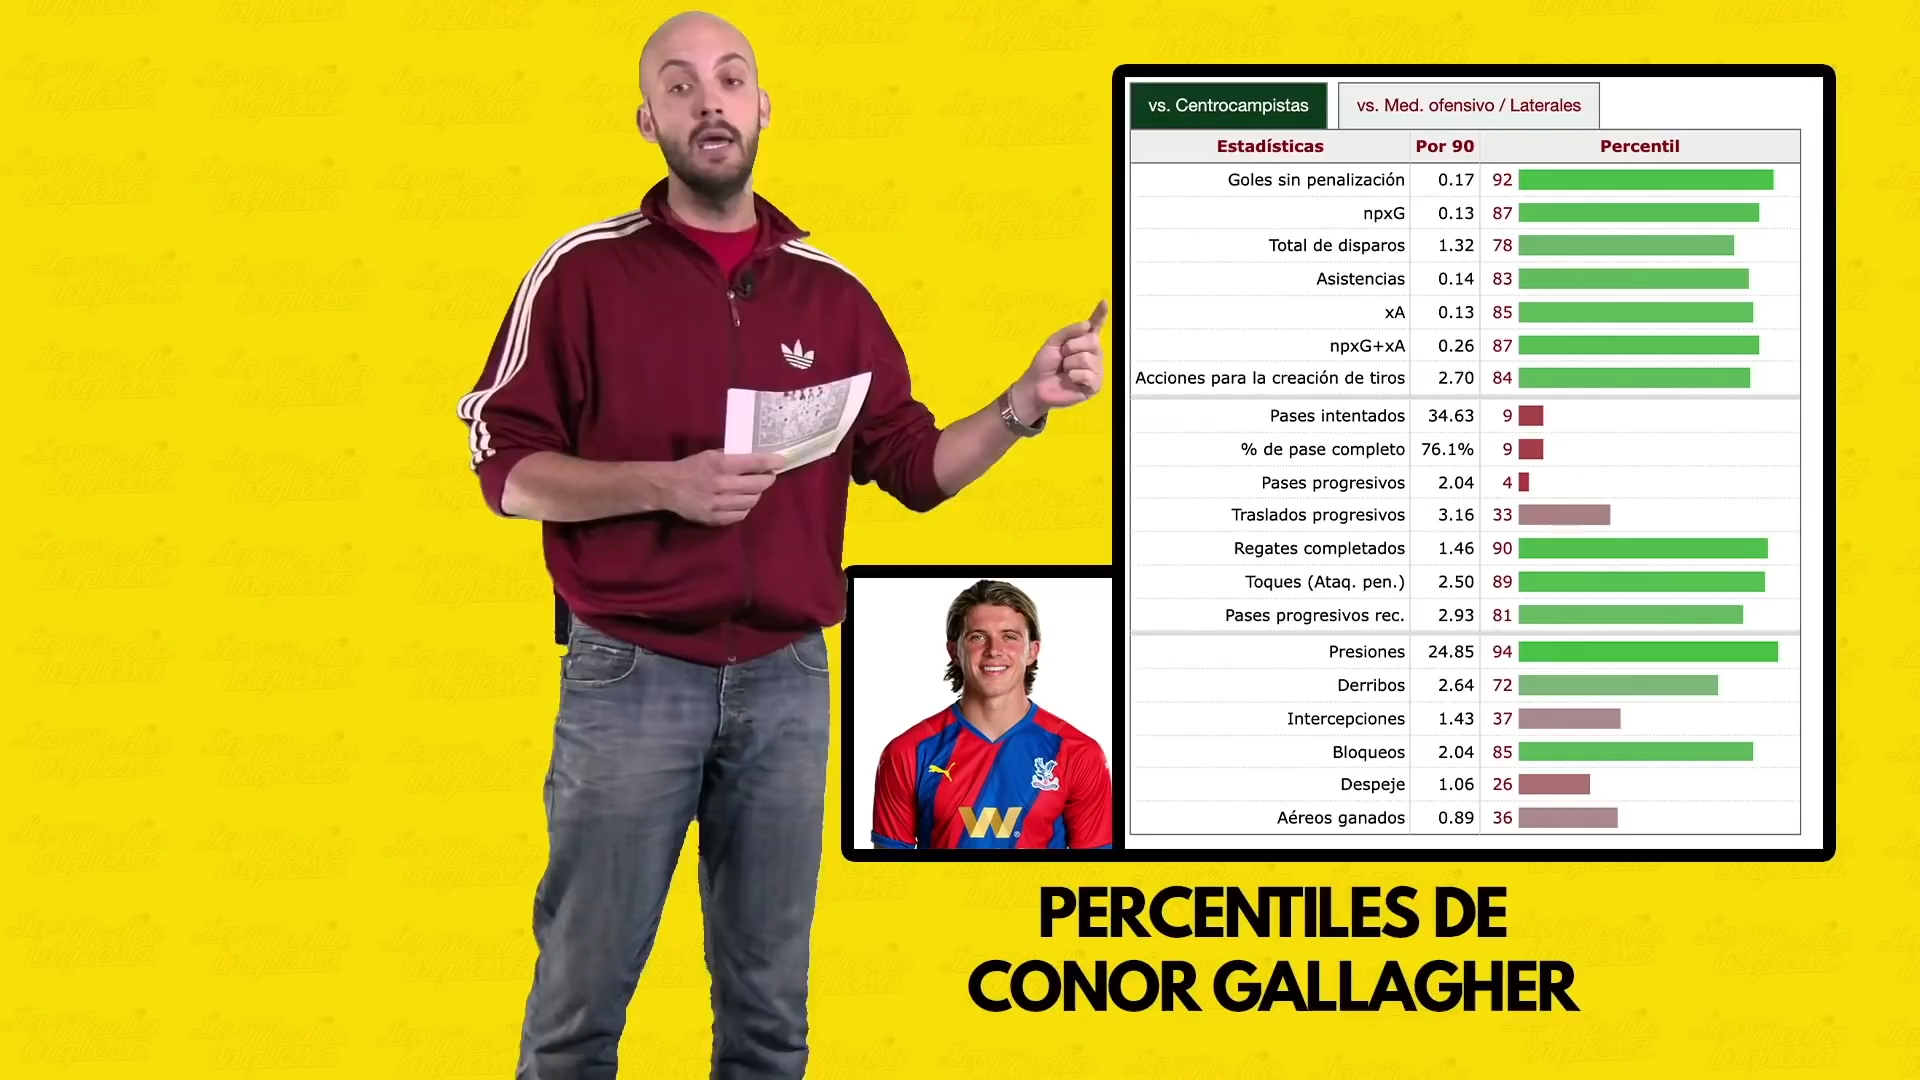 vs. Centrocampistas vs. Med. ofensivo / Laterales
Estadísticas Por 90 Percentil
Goles sin penalización 0.17 92
npxG 0.13 87
Total de disparos 1.32 78
Asistencias 0.14 83
xA 0.13 85
npxG+xA 0.26 87
Acciones para la creación de tiros 2.70 84
Pases intentados 34.63 9
% de pase completo 76.1% 9
Pases progresivos 2.04 4
Traslados progresivos 3.16 33
Regates completados 1.46 90
Toques (Ataq. pen.) 2.50 89
Pases progresivos rec. 2.93 81
Presiones 24.85 94
Derribos 2.64 72
Intercepciones 1.43 37
Bloqueos 2.04 85
Despeje 1.06 26
Aéreos ganados 0.89 36
W
PERCENTILES DE
CONOR GALLAGHER
La Media
Inglesa